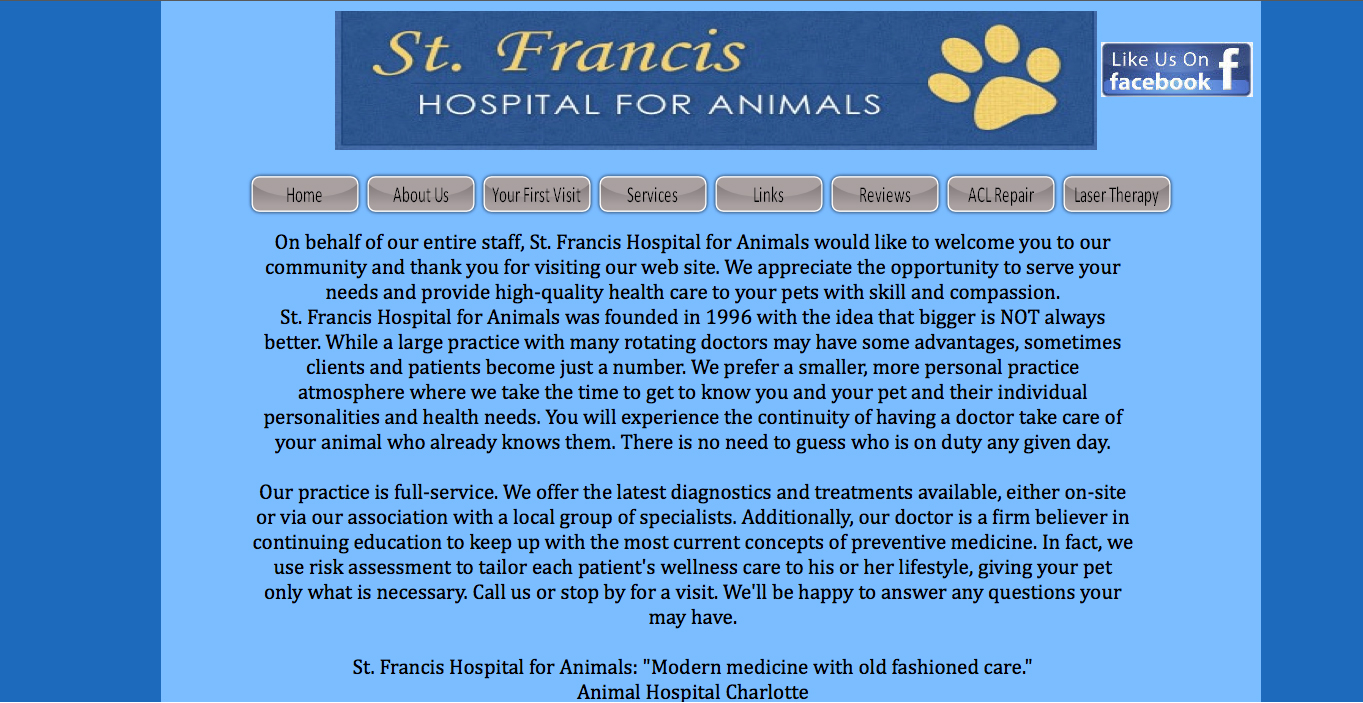 St. Francis
HOSPITAL FOR ANIMALS
Like Us On
facebook f
Home
About Us
Your First Visit
Services
Links
Reviews
ACL Repair
Laser Therapy
On behalf of our entire staff, St. Francis Hospital for Animals would like to welcome you to our
community and thank you for visiting our web site. We appreciate the opportunity to serve your
needs and provide high-quality health care to your pets with skill and compassion.
St. Francis Hospital for Animals was founded in 1996 with the idea that bigger is NOT always
better. While a large practice with many rotating doctors may have some advantages, sometimes
clients and patients become just a number. We prefer a smaller, more personal practice
atmosphere where we take the time to get to know you and your pet and their individual
personalities and health needs. You will experience the continuity of having a doctor take care of
your animal who already knows them. There is no need to guess who is on duty any given day.
Our practice is full-service. We offer the latest diagnostics and treatments available, either on-site
or via our association with a local group of specialists. Additionally, our doctor is a firm believer in
continuing education to keep up with the most current concepts of preventive medicine. In fact, we
use risk assessment to tailor each patient's wellness care to his or her lifestyle, giving your pet
only what is necessary. Call us or stop by for a visit. We'll be happy to answer any questions your
may have.
St. Francis Hospital for Animals: "Modern medicine with old fashioned care."
Animal Hospital Charlotte